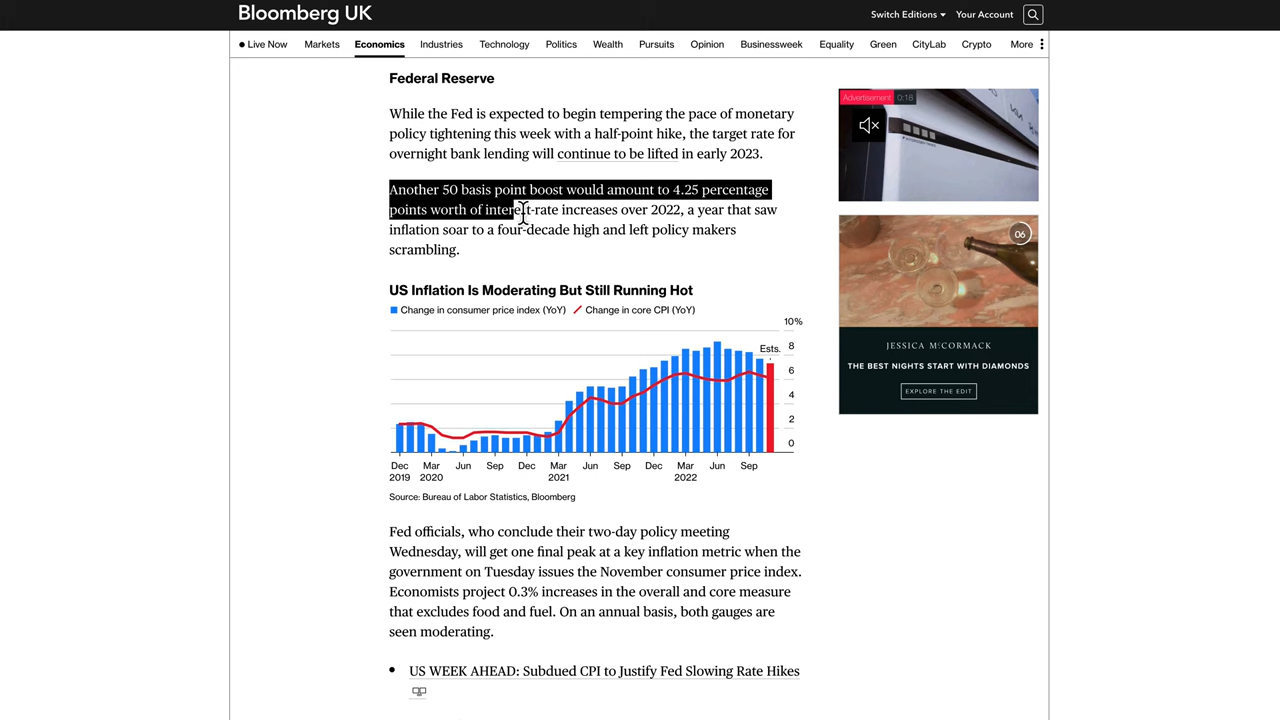 Bloomberg UK
Switch Editions
Your Account
Live Now Markets Economics Industries Technology Politics Wealth Pursuits Opinion Businessweek Equality Green CityLab Crypto More
Federal Reserve
While the Fed is expected to begin tempering the pace of monetary
policy tightening this week with a half-point hike, the target rate for
overnight bank lending will continue to be lifted in early 2023.
Another 50 basis point boost would amount to 4.25 percentage
points worth of interest-rate increases over 2022, a year that saw
inflation soar to a four-decade high and left policy makers
scrambling.
US Inflation Is Moderating But Still Running Hot
Change in consumer price index (YoY) Change in core CPI (YoY)
10%
Ests. 8
6
4
2
0
Dec Mar Jun Sep Dec Mar Jun Sep Dec Mar Jun Sep
2019 2020 2021 2022
Source: Bureau of Labor Statistics, Bloomberg
Fed officials, who conclude their two-day policy meeting
Wednesday, will get one final peak at a key inflation metric when the
government on Tuesday issues the November consumer price index.
Economists project 0.3% increases in the overall and core measure
that excludes food and fuel. On an annual basis, both gauges are
seen moderating.
US WEEK AHEAD: Subdued CPI to Justify Fed Slowing Rate Hikes
Advertisement 0:18
06
JESSICA McCORMACK
THE BEST NIGHTS START WITH DIAMONDS
EXPLORE THE EDIT